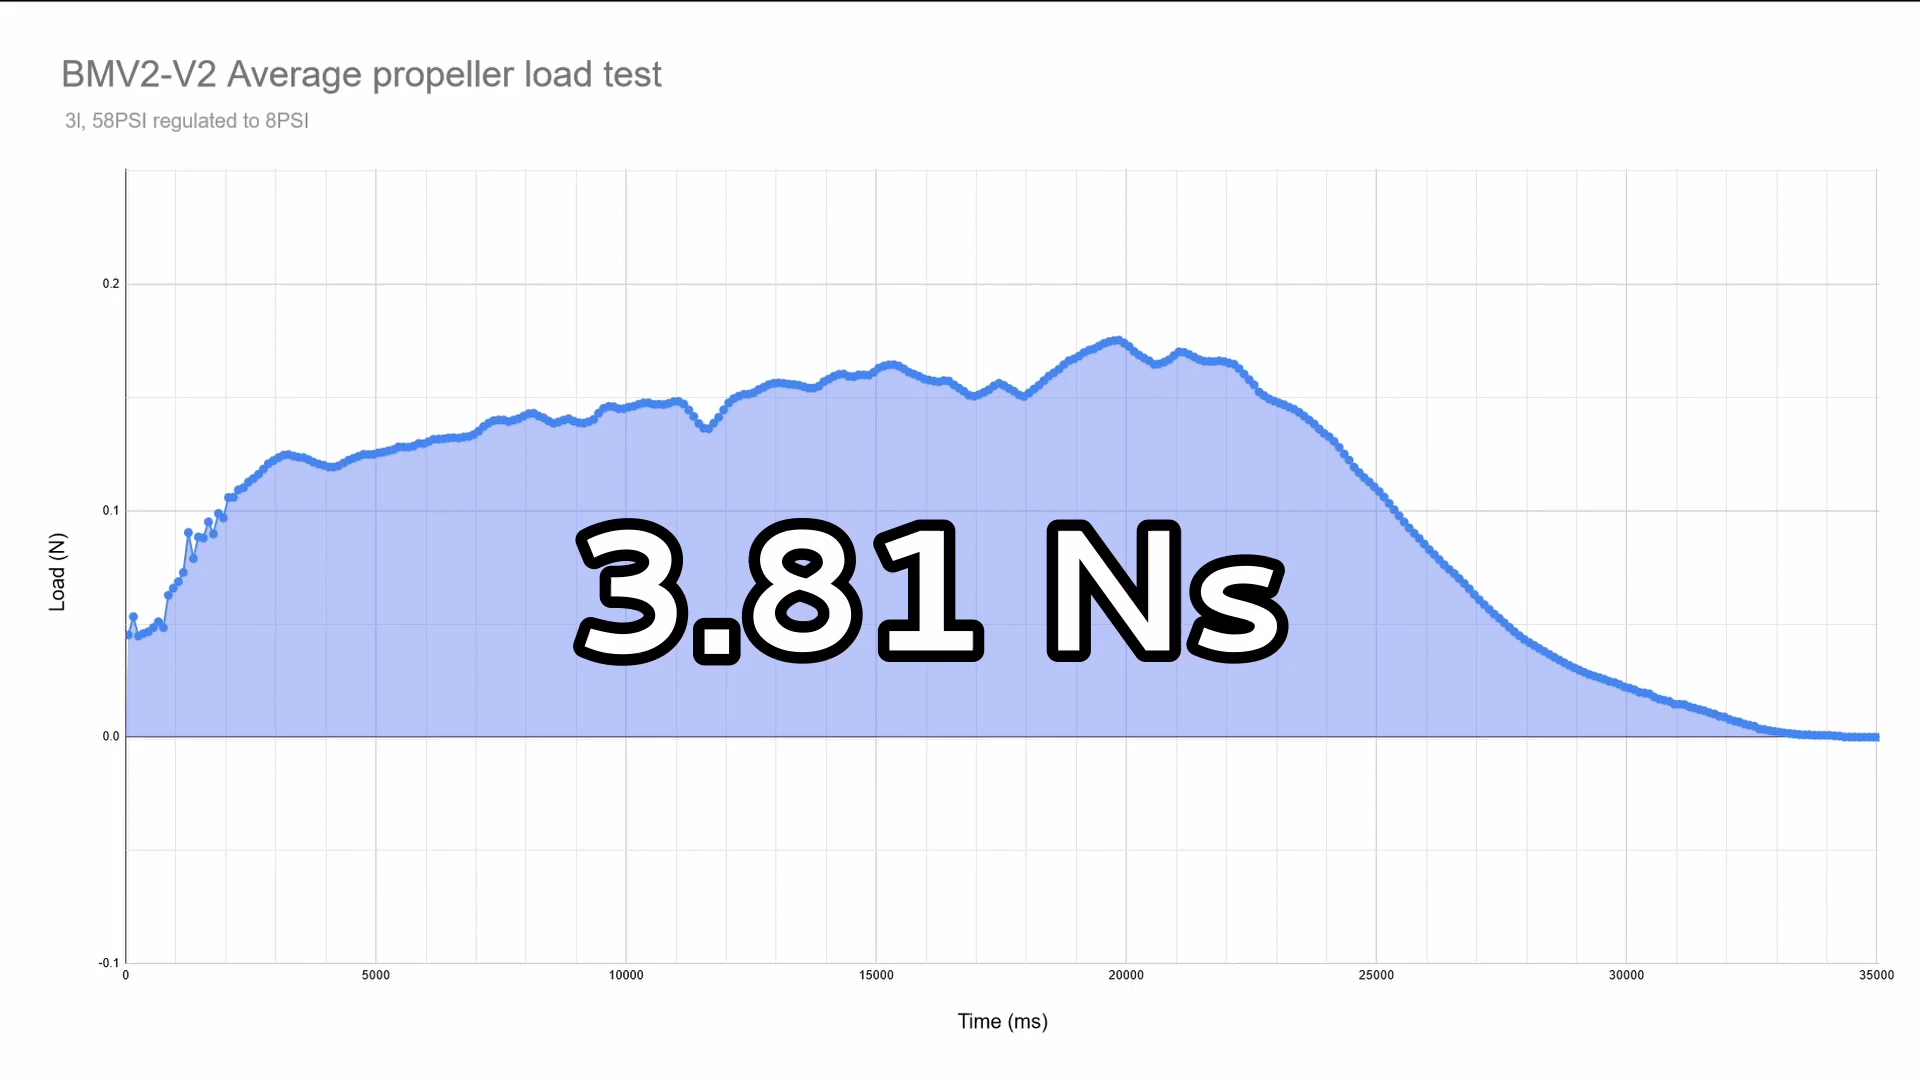 BMV2-V2 Average propeller load test
3l, 58PSI regulated to 8PSI
0.2
0.1
0.0
-0.1
Load (N)
3.81 Ns
0 5000 10000 15000 20000 25000 30000 35000
Time (ms)